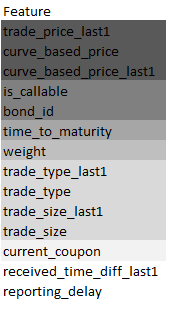 Feature
trade_price_last1
curve_based_price
curve_based_price_last1
is_callable
bond_id
time_to_maturity
weight
trade_type_last1
trade_type
trade_size_last1
trade_size
current_coupon
received_time_diff_last1
reporting_delay